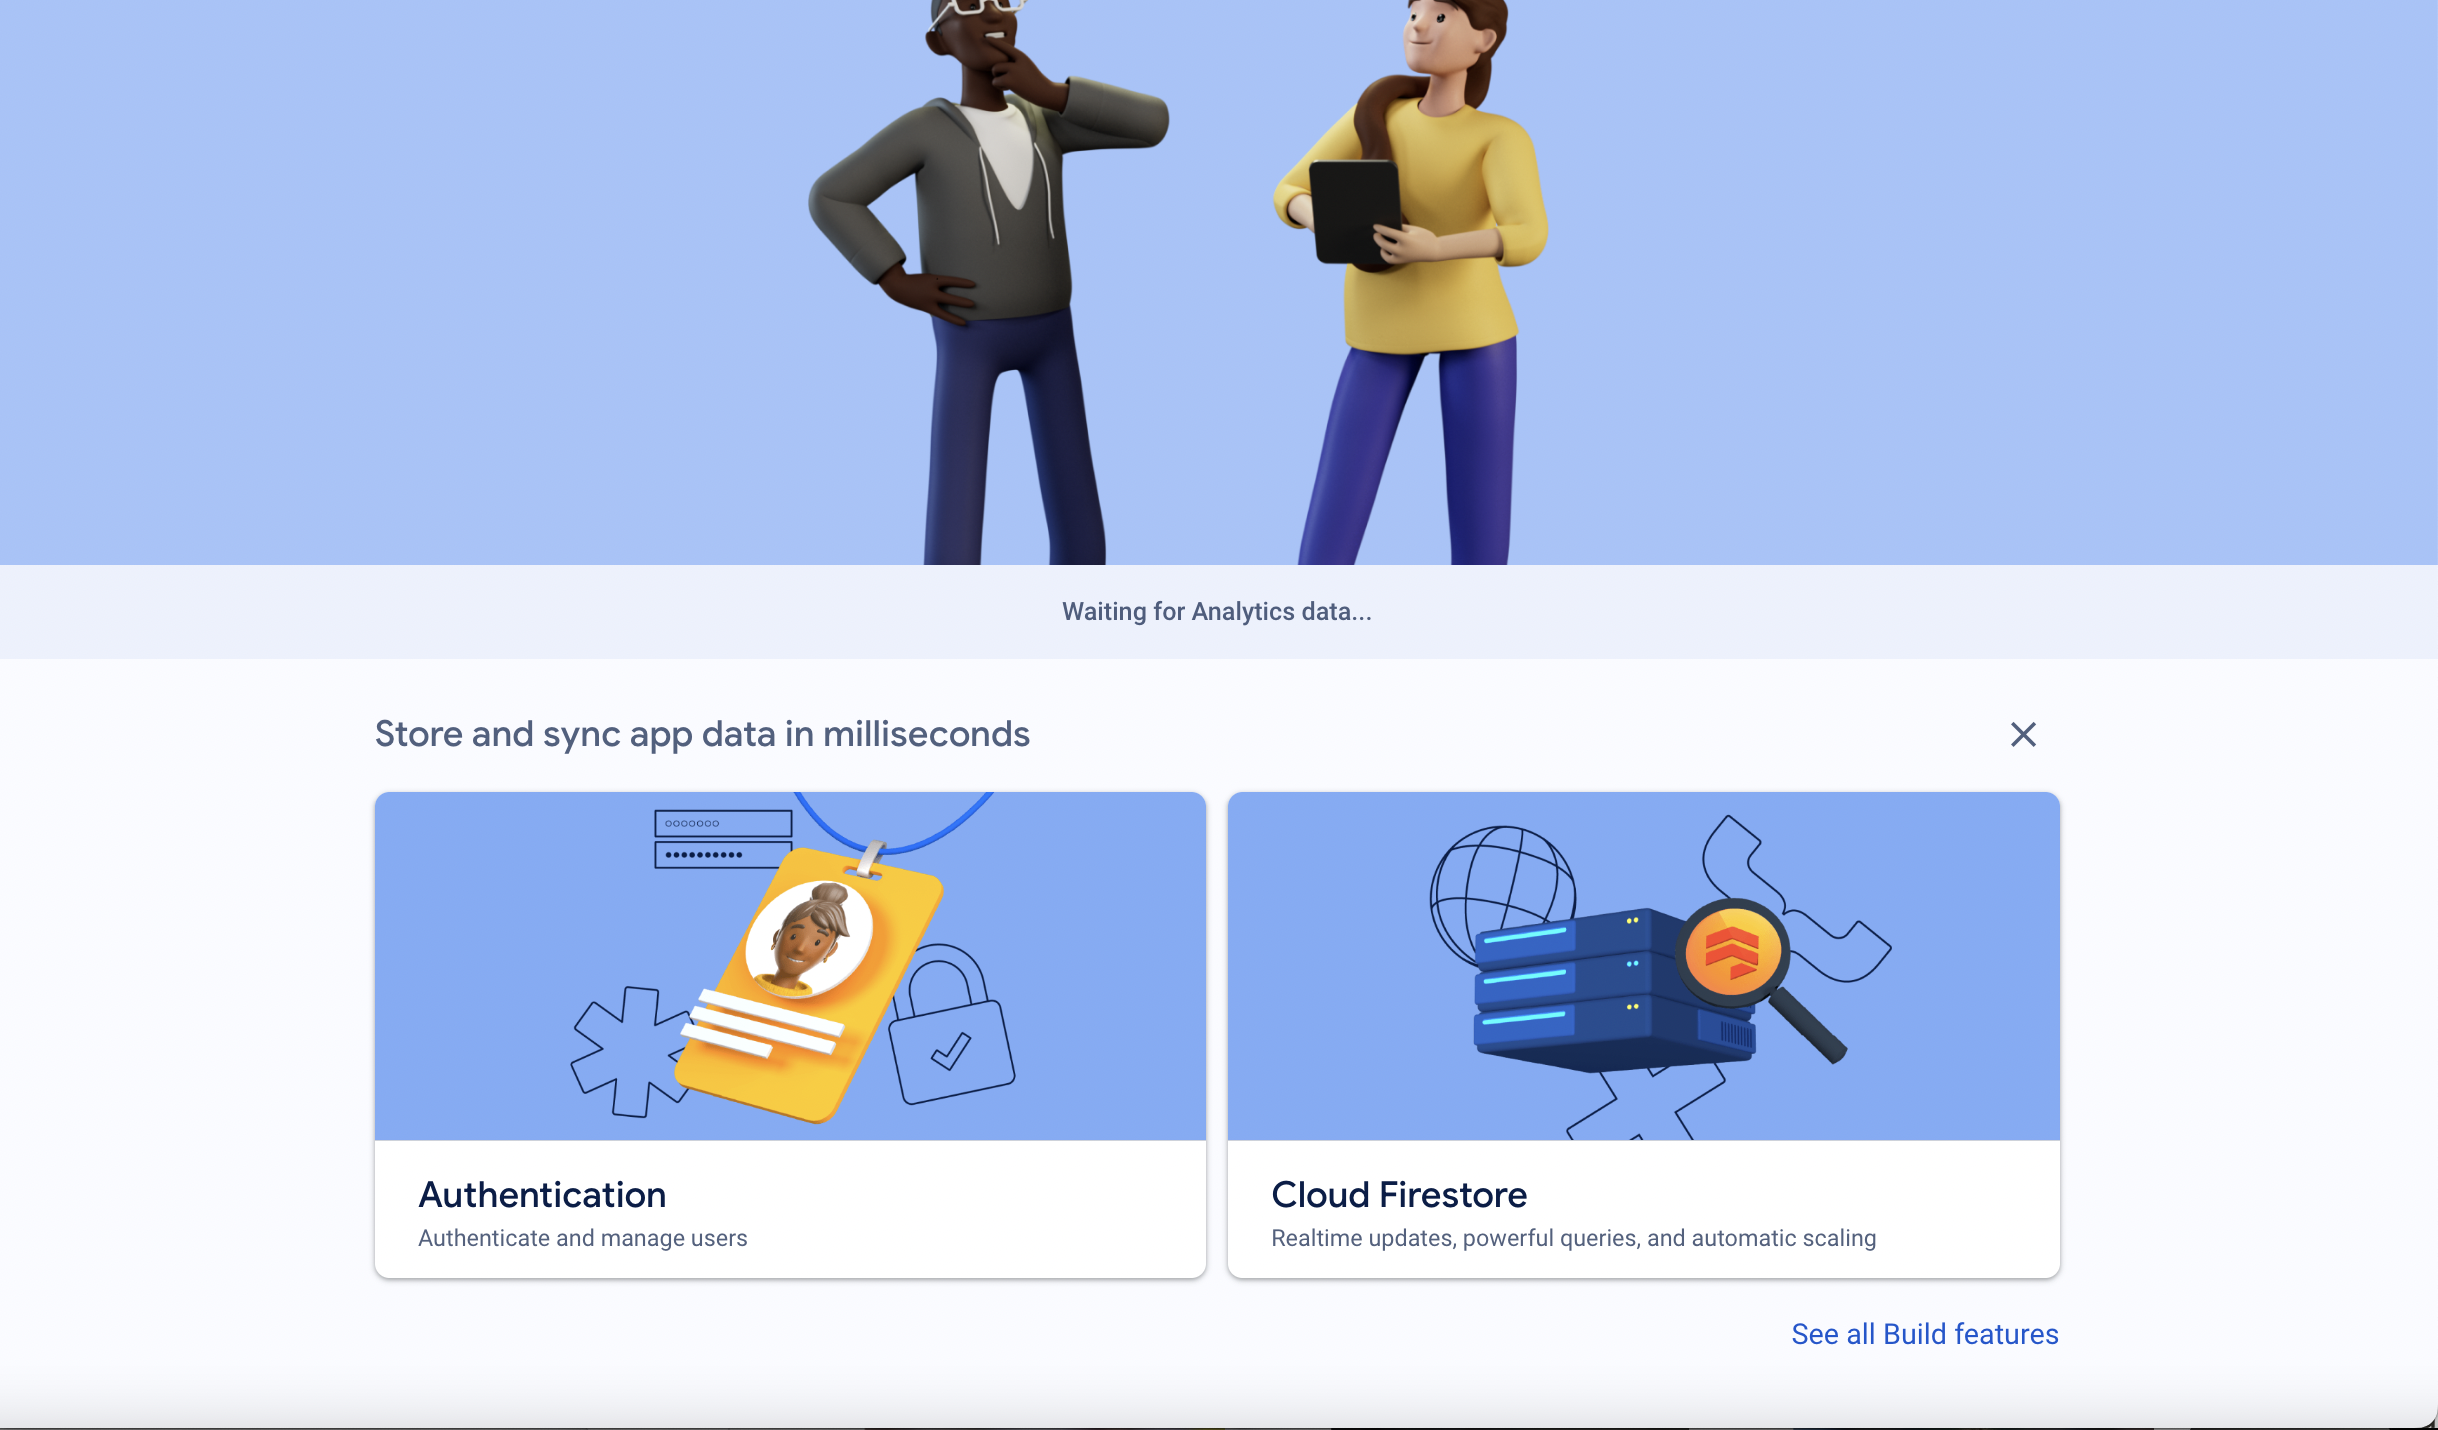 Waiting for Analytics data...
Store and sync app data in milliseconds
Authentication
Authenticate and manage users
Cloud Firestore
Realtime updates, powerful queries, and automatic scaling
See all Build features